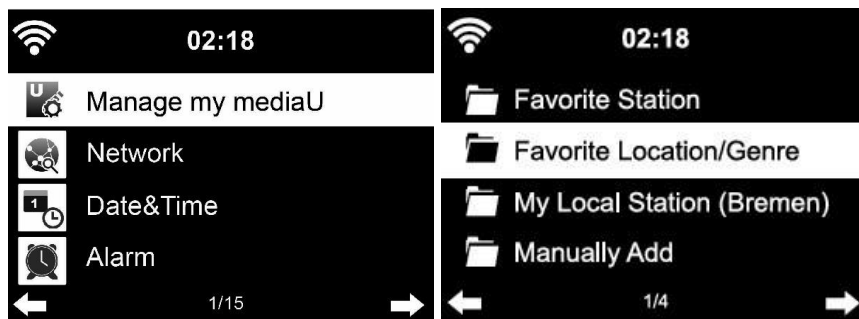 02:18
U
Manage my mediaU
Network
1
Date&Time
Alarm
1/15
02:18
Favorite Station
Favorite Location/Genre
My Local Station (Bremen)
Manually Add
1/4